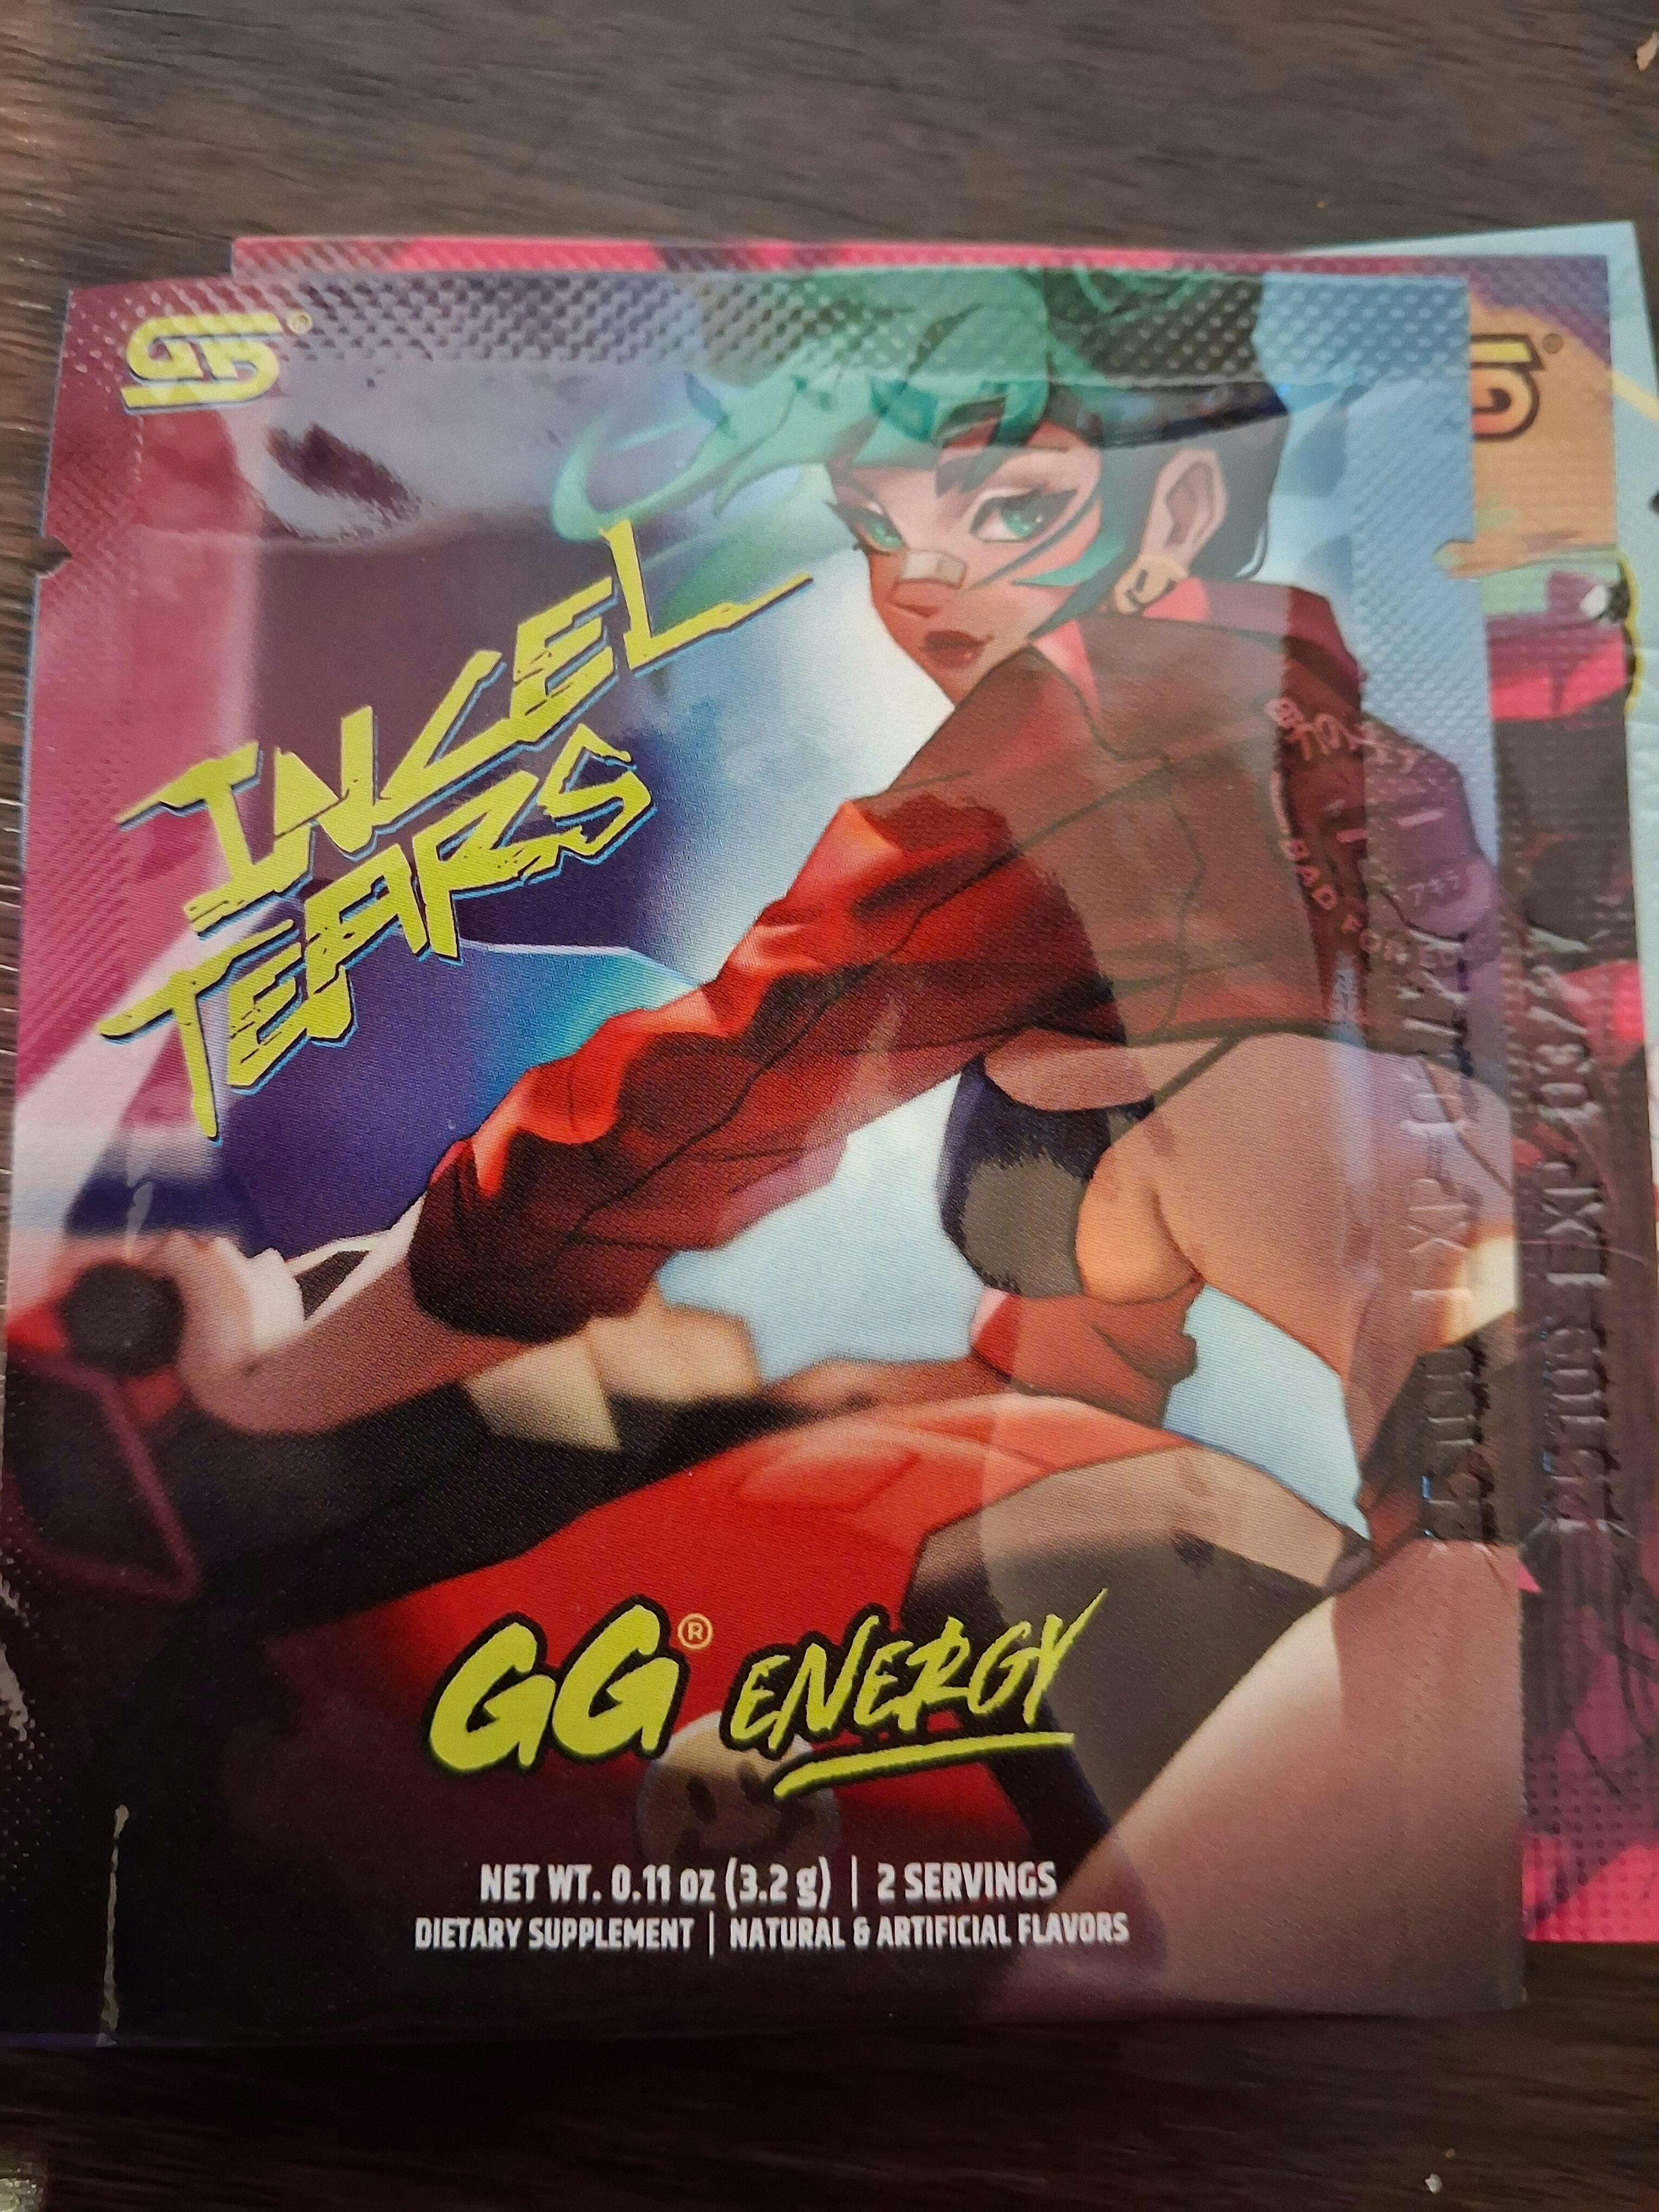 GG®
INCEL
TEARS
GG® ENERGY
NET WT. 0.11 oz (3.2 g) | 2 SERVINGS
DIETARY SUPPLEMENT | NATURAL & ARTIFICIAL FLAVORS